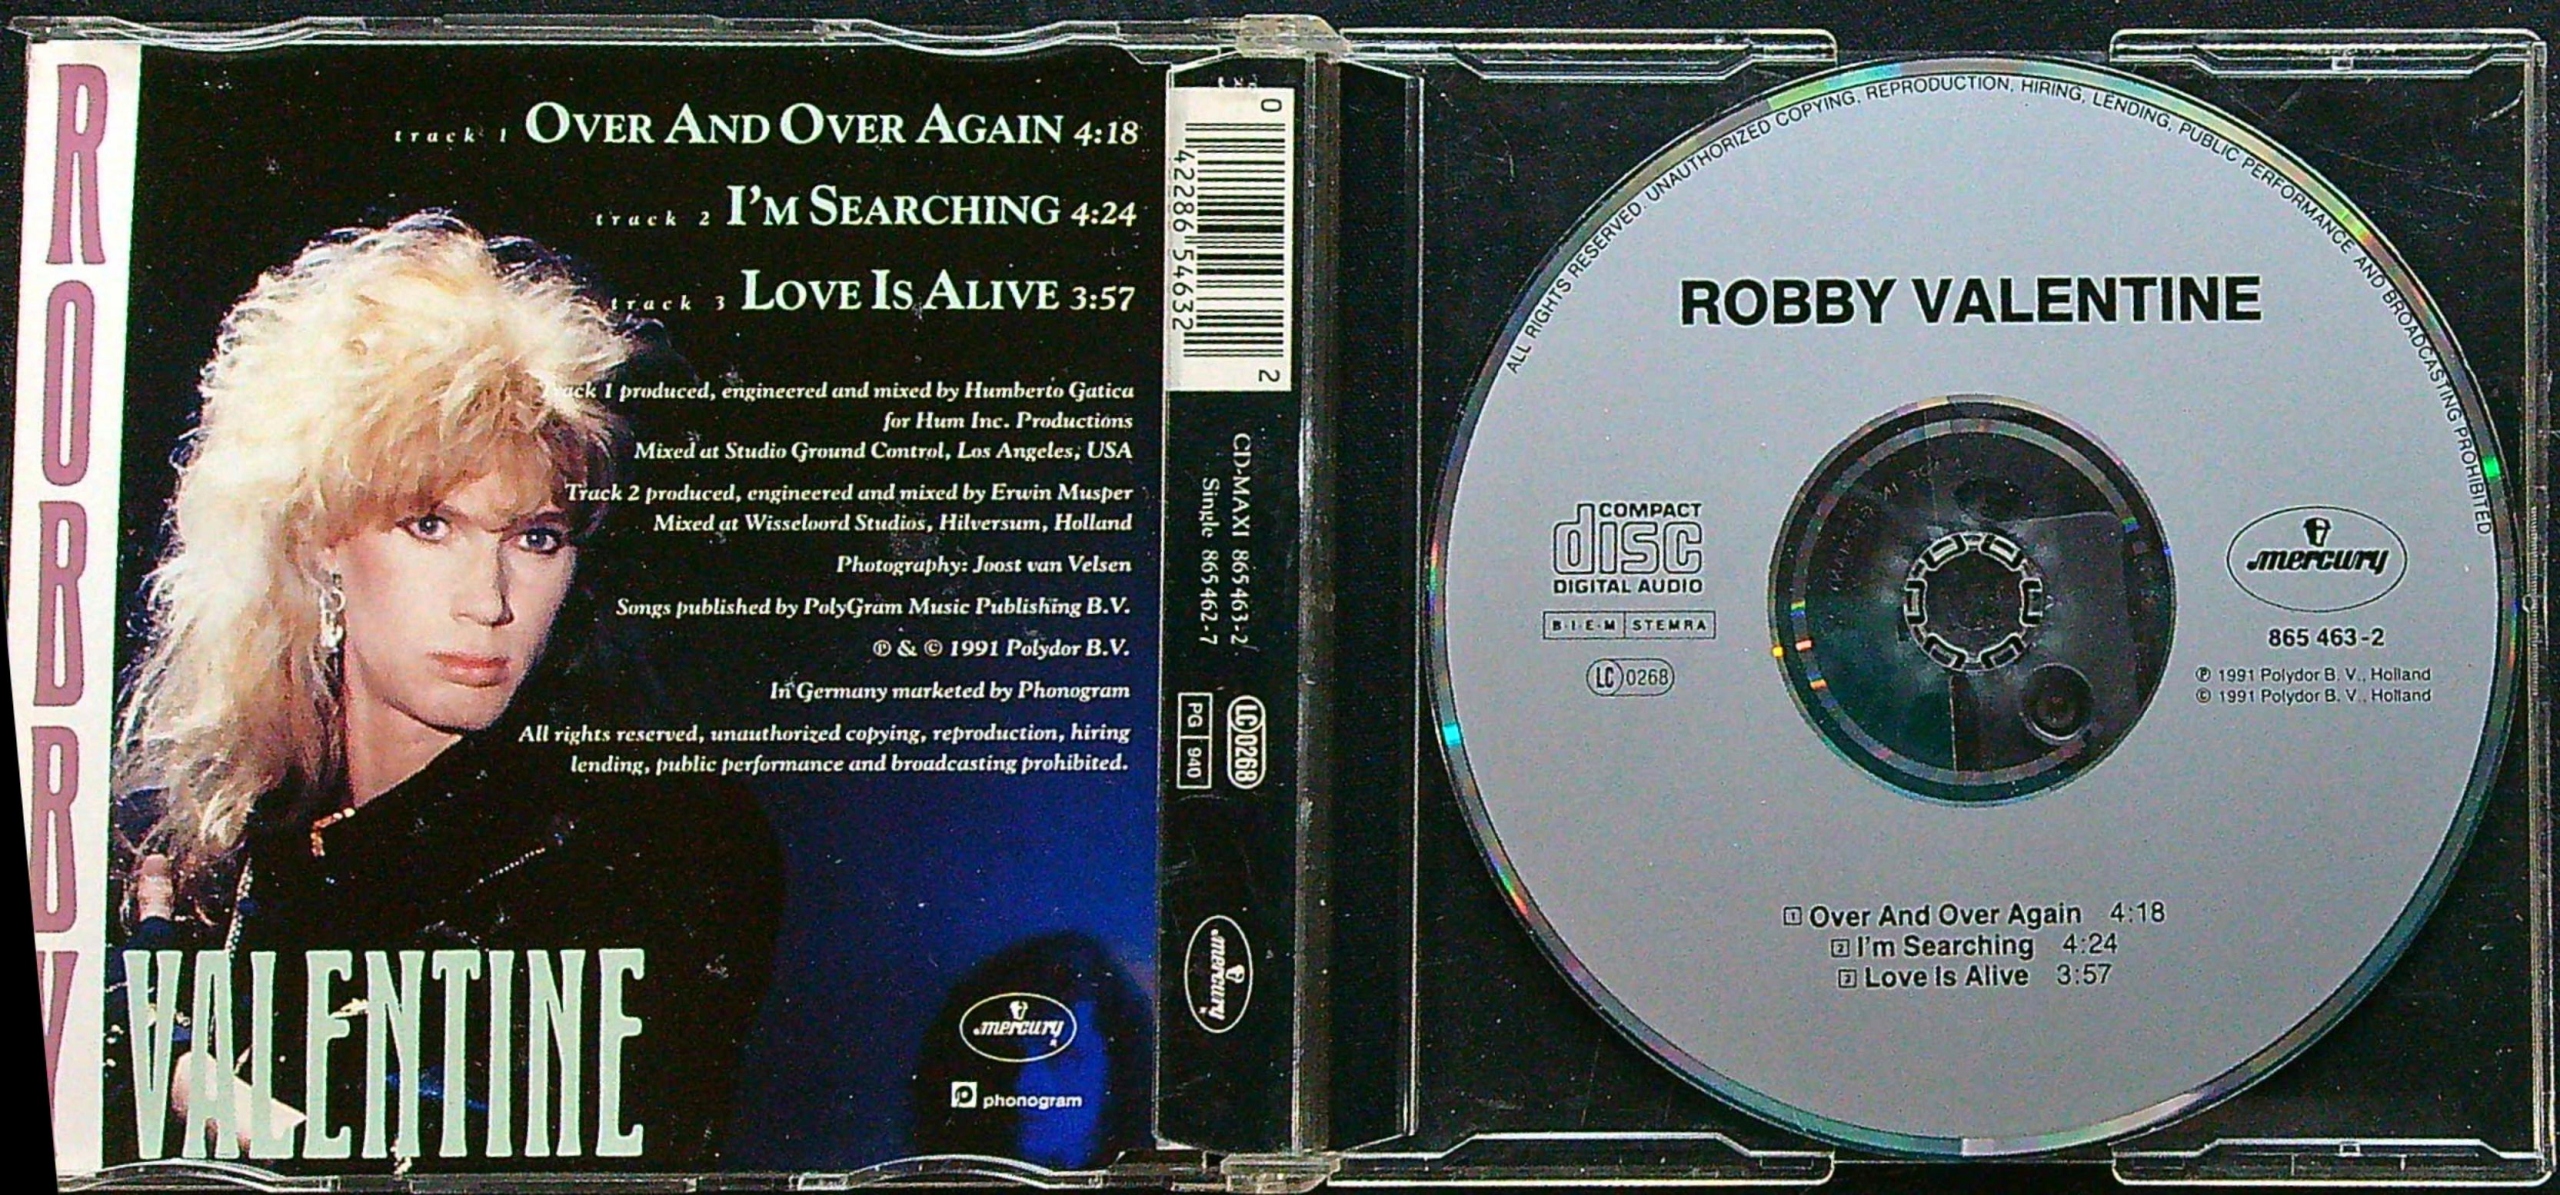 ROBBY
track 1 OVER AND OVER AGAIN 4:18
track 2 I'M SEARCHING 4:24
track 3 LOVE IS ALIVE 3:57
Track 1 produced, engineered and mixed by Humberto Gatica
for Hum Inc. Productions
Mixed at Studio Ground Control, Los Angeles, USA
Track 2 produced, engineered and mixed by Erwin Musper
Mixed at Wisseloord Studios, Hilversum, Holland
Photography: Joost van Velsen
Songs published by PolyGram Music Publishing B.V.
℗ & © 1991 Polydor B.V.
In Germany marketed by Phonogram
All rights reserved, unauthorized copying, reproduction, hiring
lending, public performance and broadcasting prohibited.
VALENTINE
mercury
phonogram
0 42286 54632 2
CD-MAXI 865 463-2
Single 865 462-7
LC 0268
PG 940
mercury
ALL RIGHTS RESERVED. UNAUTHORIZED COPYING, REPRODUCTION, HIRING, LENDING, PUBLIC PERFORMANCE AND BROADCASTING PROHIBITED
ROBBY VALENTINE
COMPACT
disc
DIGITAL AUDIO
B·I·E·M STEMRA
LC 0268
mercury
865 463-2
℗ 1991 Polydor B. V., Holland
© 1991 Polydor B. V., Holland
1 Over And Over Again 4:18
2 I'm Searching 4:24
3 Love Is Alive 3:57